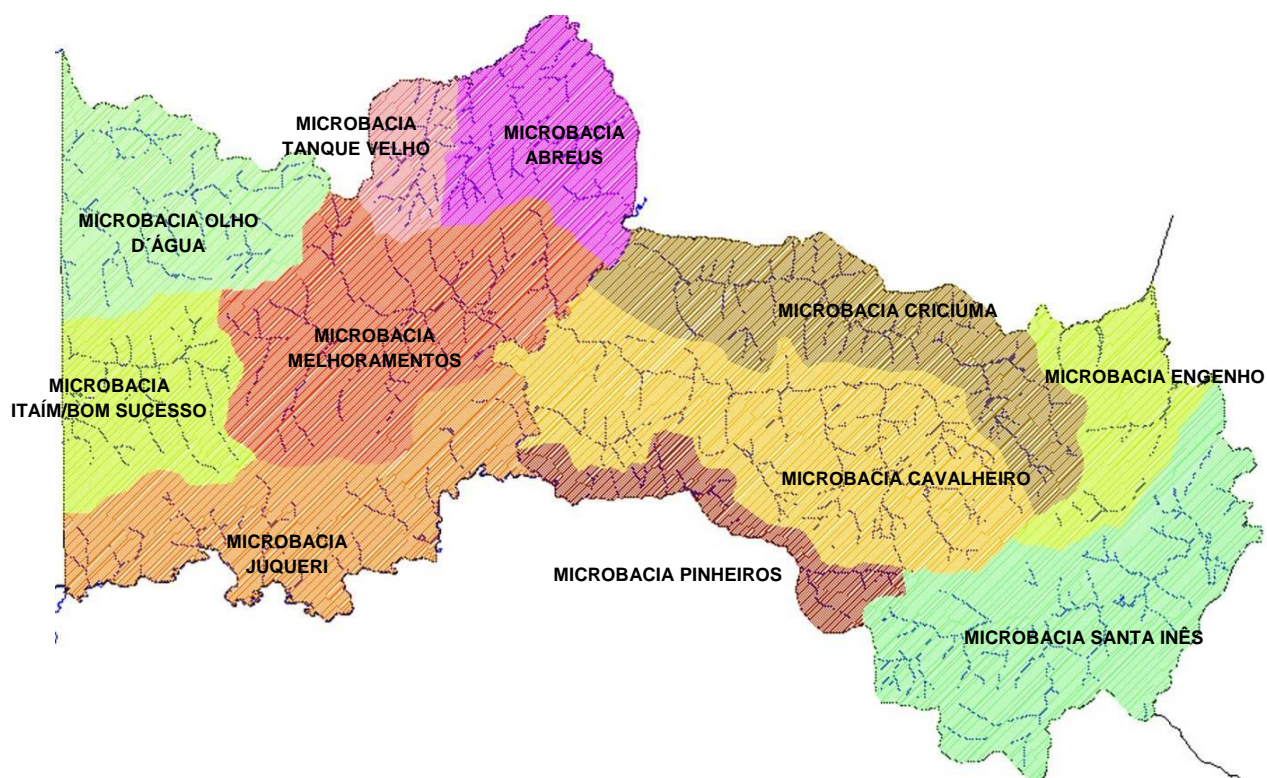 MICROBACIA
TANQUE VELHO
MICROBACIA
ABREUS
MICROBACIA OLHO
D´ÁGUA
MICROBACIA CRICIÚMA
MICROBACIA
MELHORAMENTOS
MICROBACIA ENGENHO
MICROBACIA
ITAÍM/BOM SUCESSO
MICROBACIA CAVALHEIRO
MICROBACIA
JUQUERI
MICROBACIA PINHEIROS
MICROBACIA SANTA INÊS